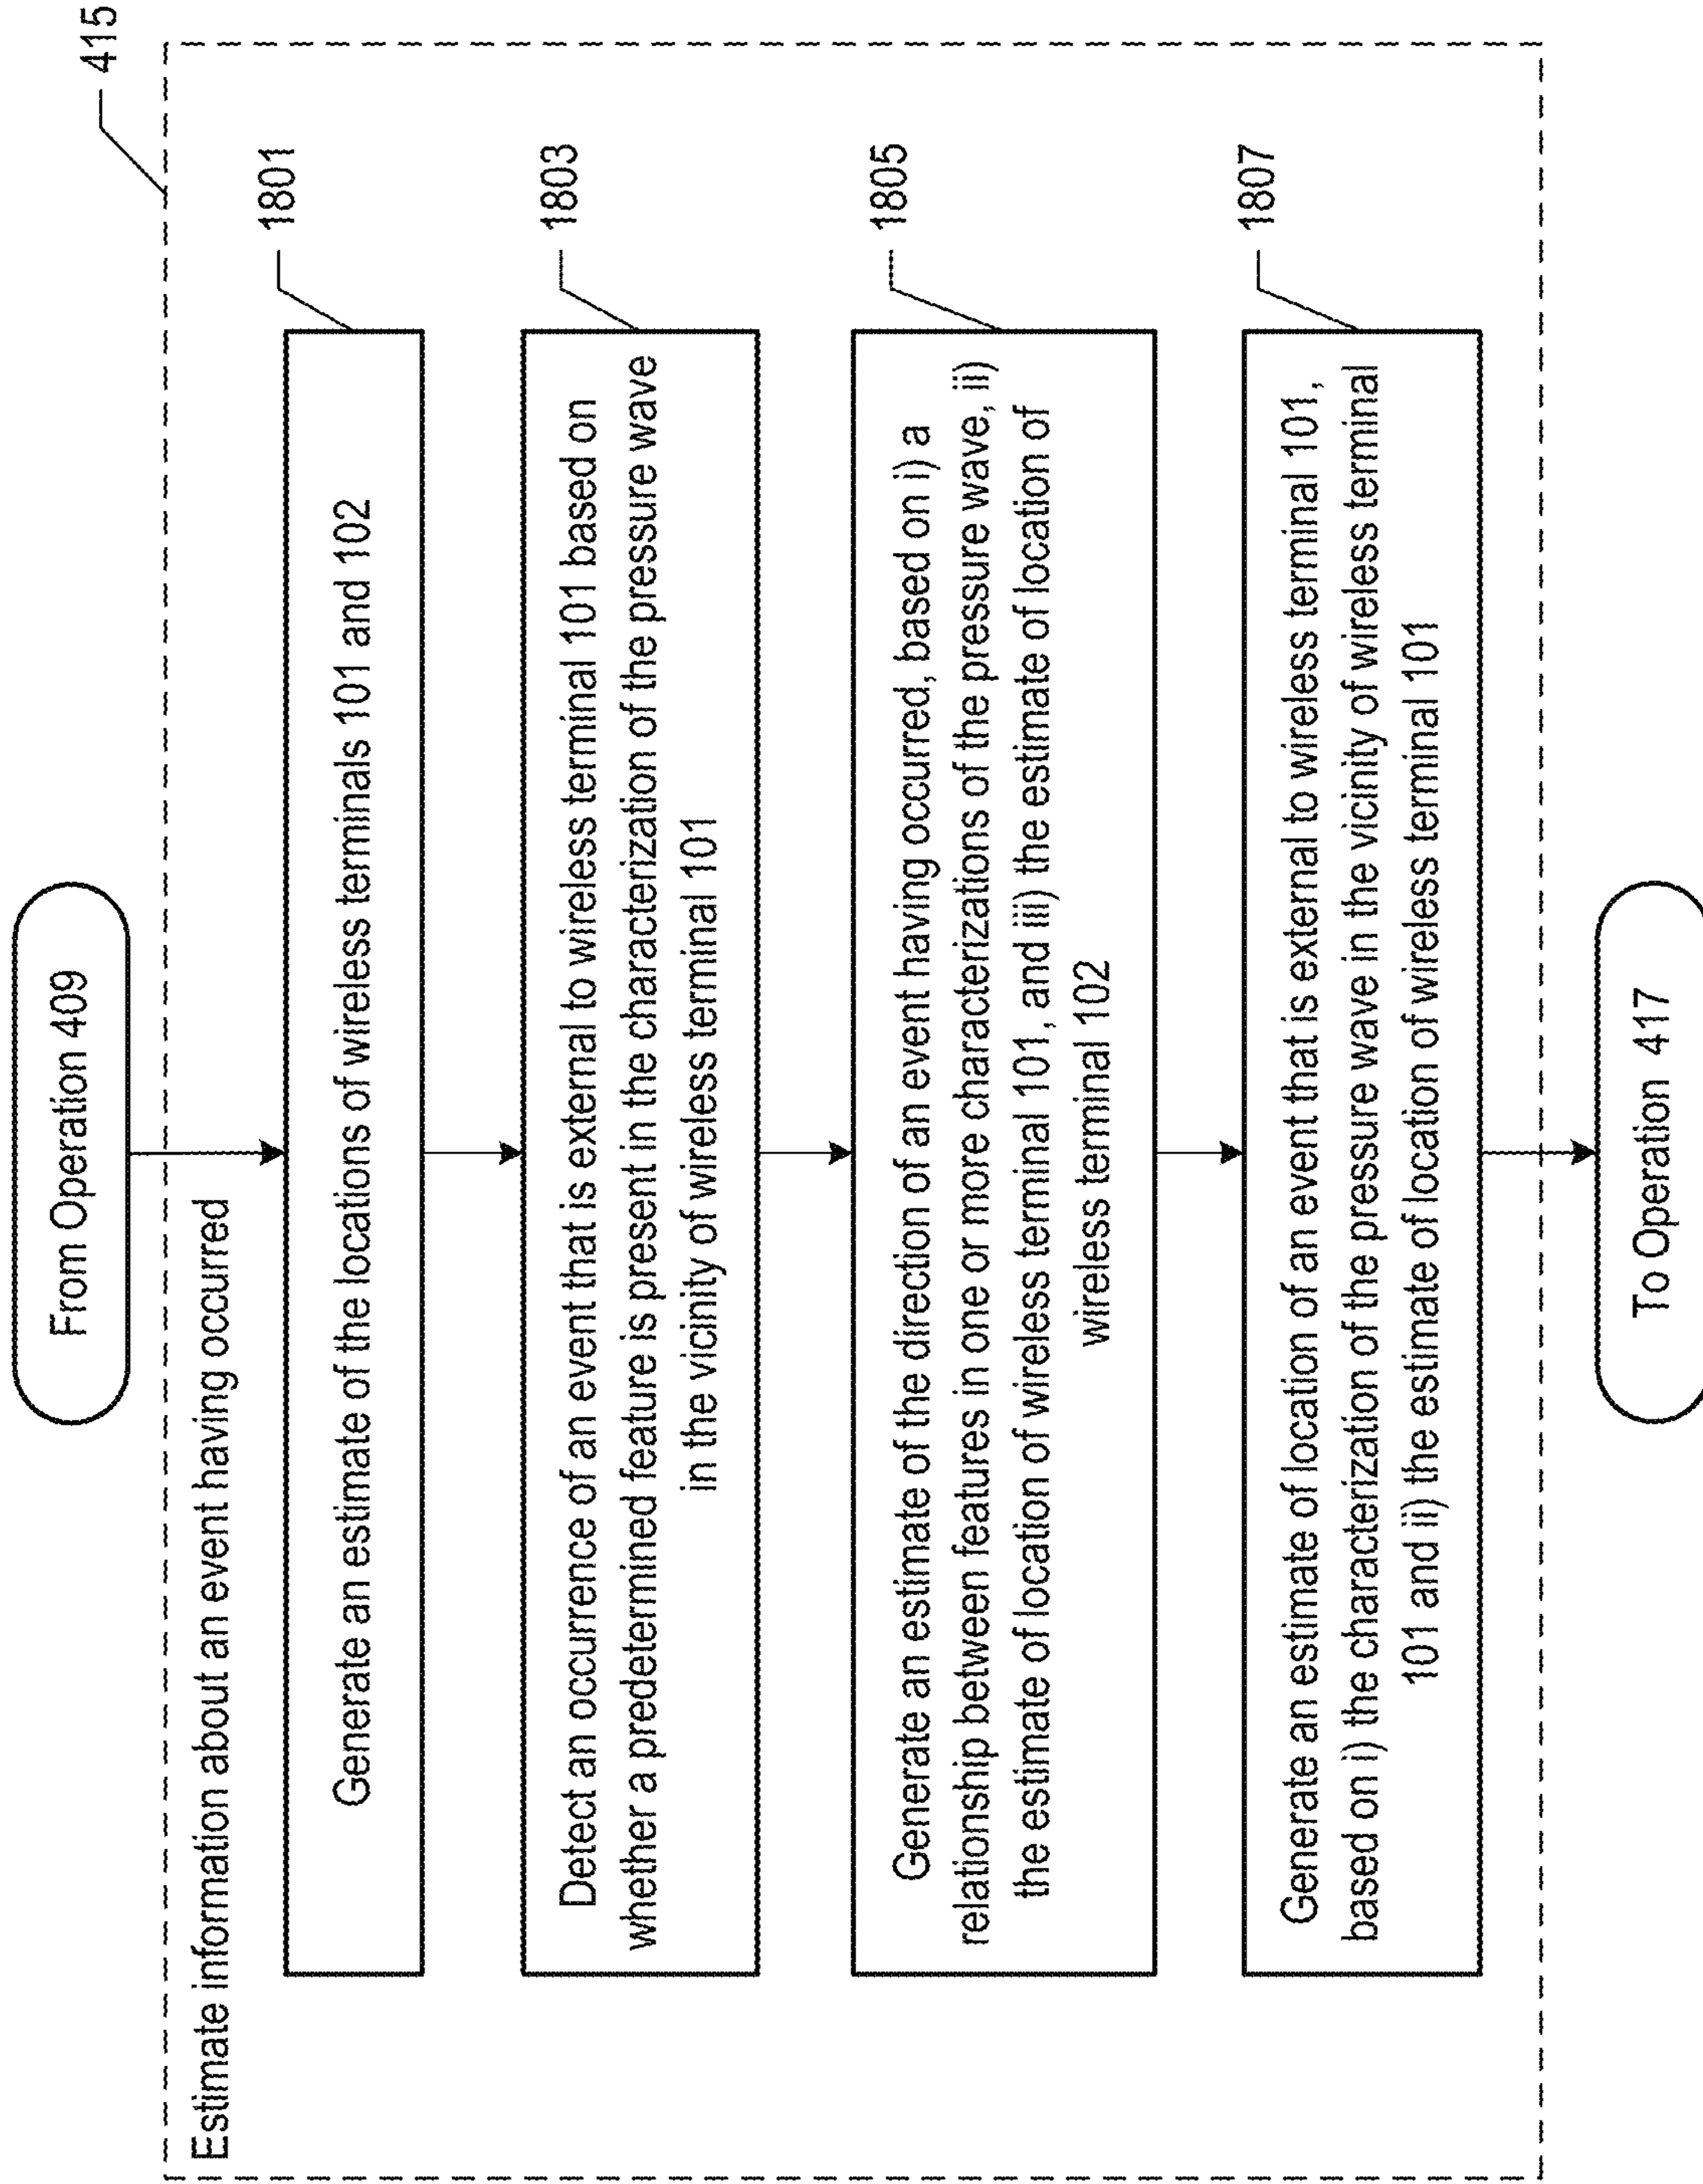 From Operation 409
415
Estimate information about an event having occurred
1801
Generate an estimate of the locations of wireless terminals 101 and 102
1803
Detect an occurrence of an event that is external to wireless terminal 101 based on
whether a predetermined feature is present in the characterization of the pressure wave
in the vicinity of wireless terminal 101
1805
Generate an estimate of the direction of an event having occurred, based on i) a
relationship between features in one or more characterizations of the pressure wave, ii)
the estimate of location of wireless terminal 101, and iii) the estimate of location of
wireless terminal 102
1807
Generate an estimate of location of an event that is external to wireless terminal 101,
based on i) the characterization of the pressure wave in the vicinity of wireless terminal
101 and ii) the estimate of location of wireless terminal 101
To Operation 417